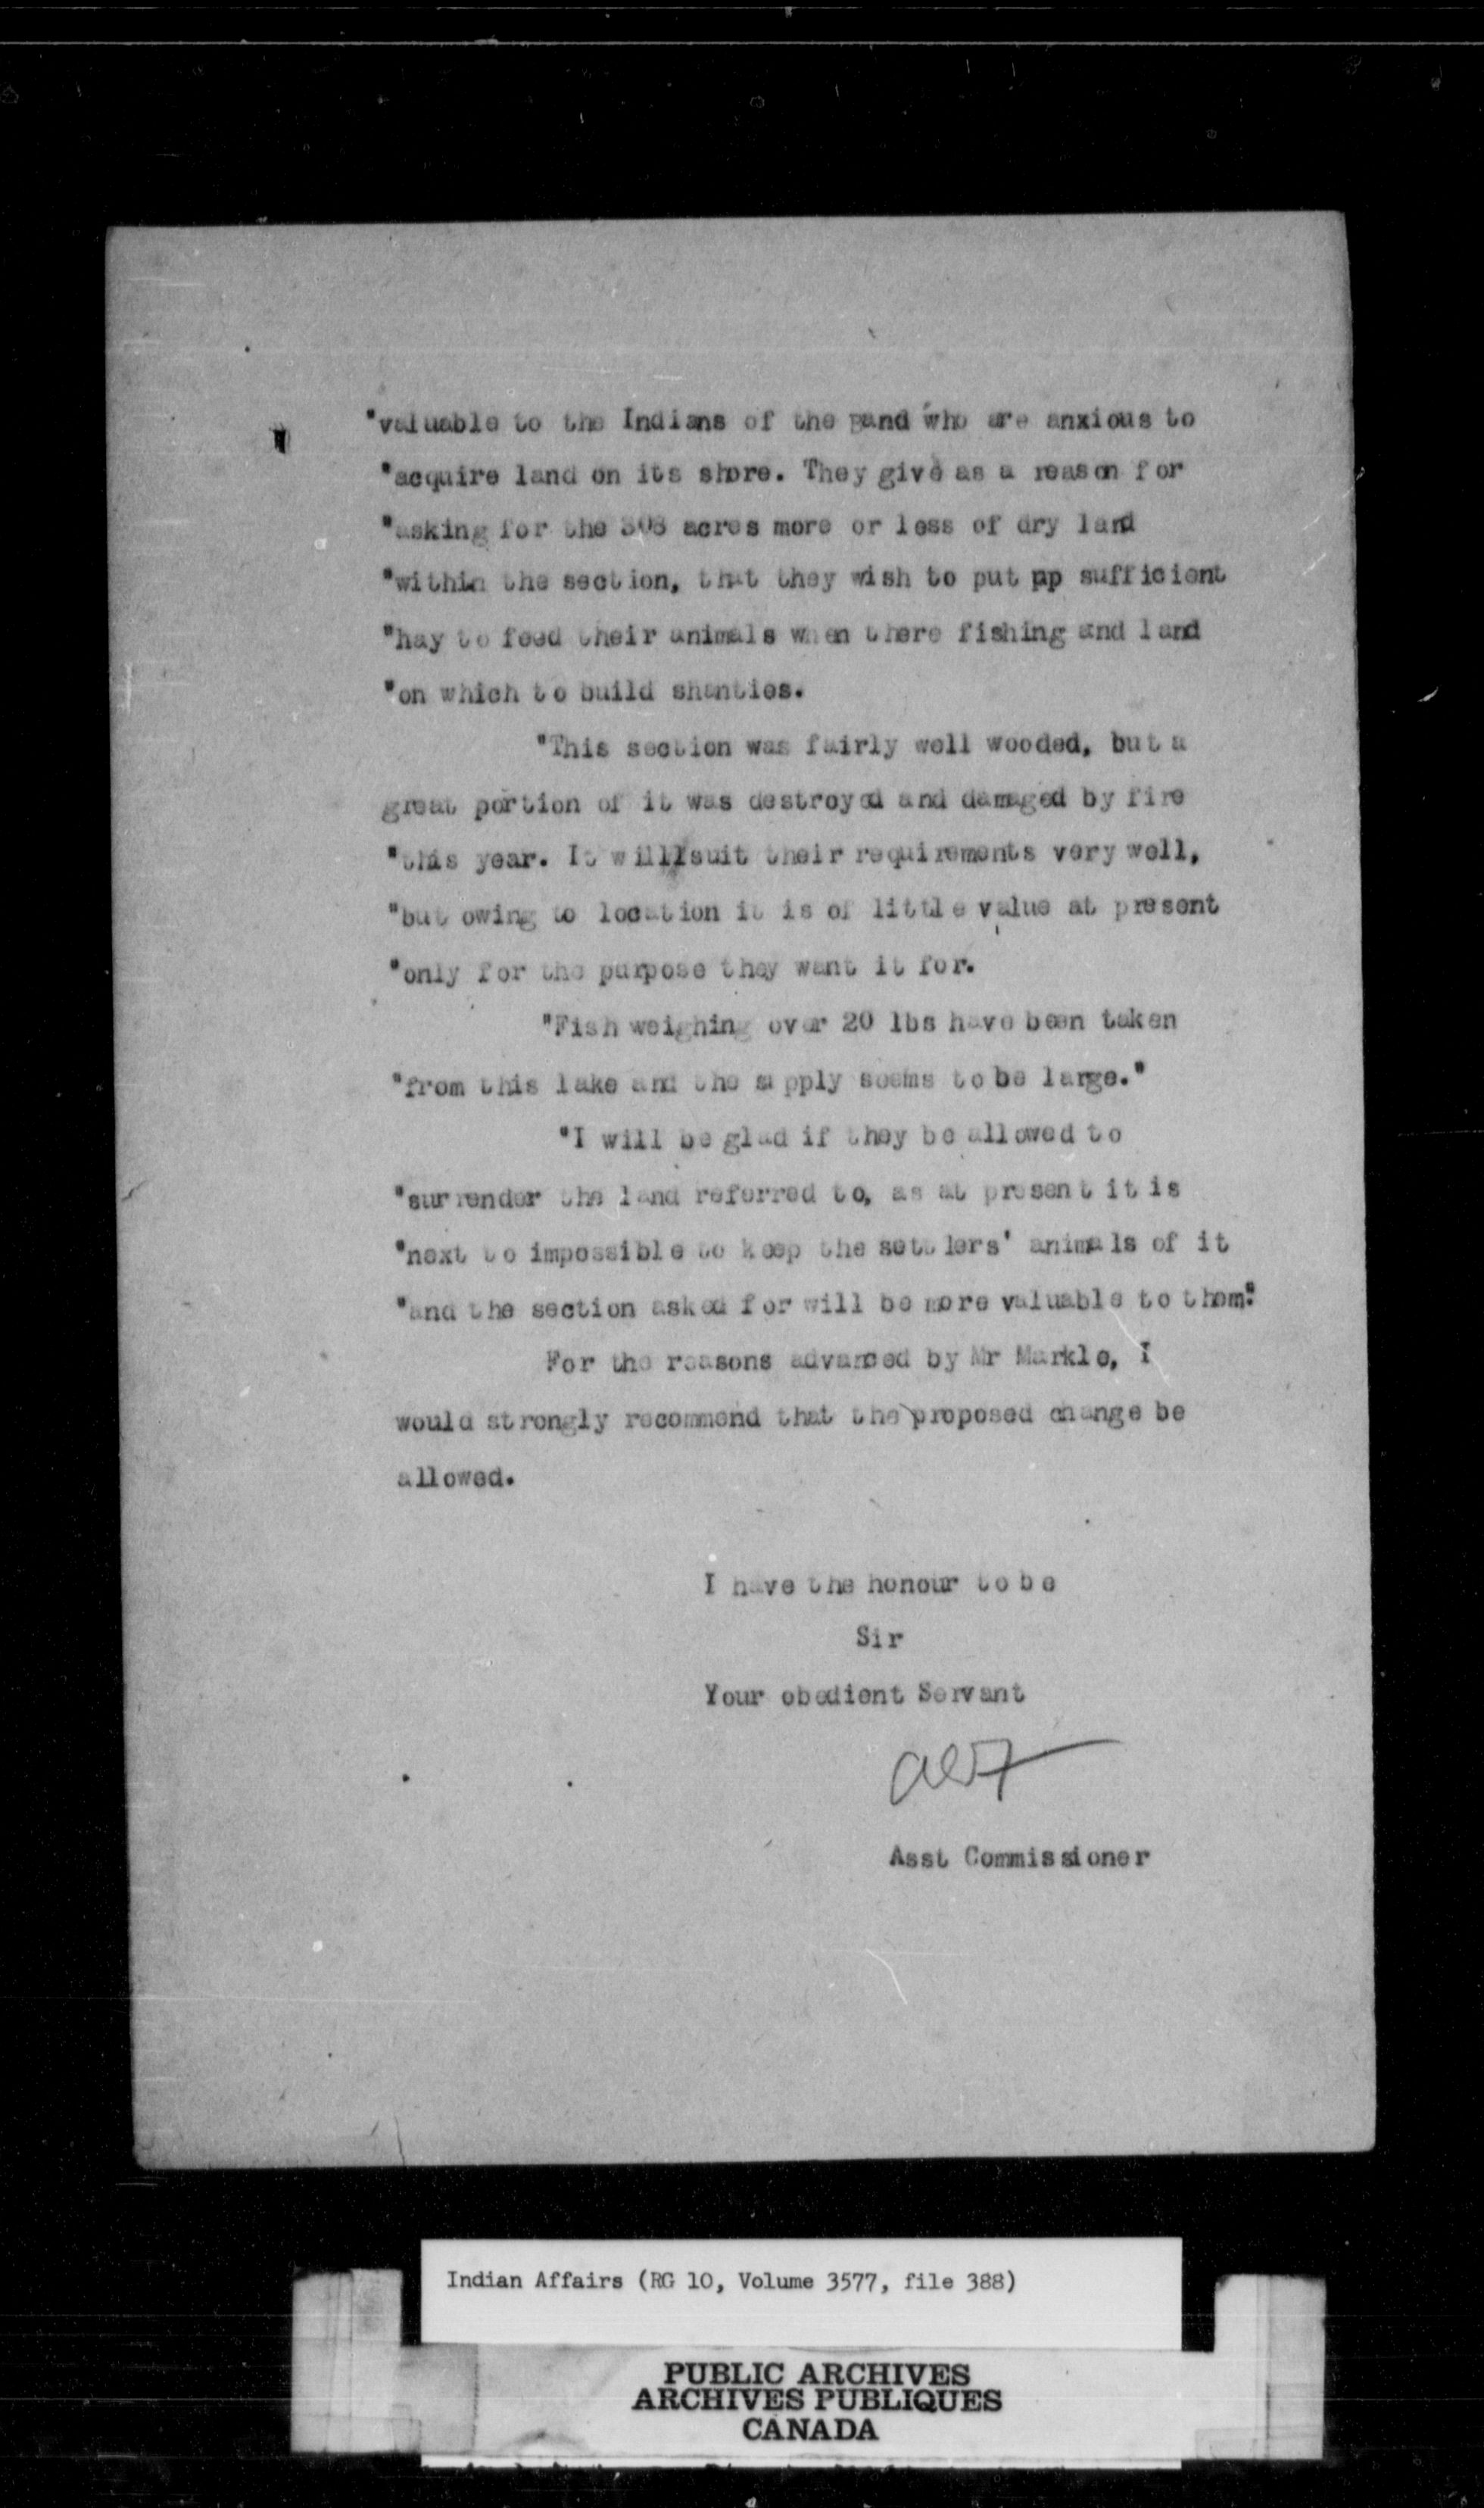 "valuable to the Indians of the band who are anxious to
"acquire land on its shore. They give as a reason for
"asking for the 308 acres more or less of dry land
"within the section, that they wish to put up sufficient
"hay to feed their animals when there fishing and land
"on which to build shanties.
"This section was fairly well wooded, but a
great portion of it was destroyed and damaged by fire
"this year. It will suit their requirements very well,
"but owing to location it is of little value at present
"only for the purpose they want it for.
"Fish weighing over 20 lbs have been taken
"from this lake and the supply seems to be large."
"I will be glad if they be allowed to
"surrender the land referred to, as at present it is
"next to impossible to keep the settlers' animals of it
"and the section asked for will be more valuable to them."
For the reasons advanced by Mr Markle, I
would strongly recommend that the proposed change be
allowed.
I have the honour to be
Sir
Your obedient Servant
Asst Commissioner
Indian Affairs (RG 10, Volume 3577, file 388)
PUBLIC ARCHIVES
ARCHIVES PUBLIQUES
CANADA